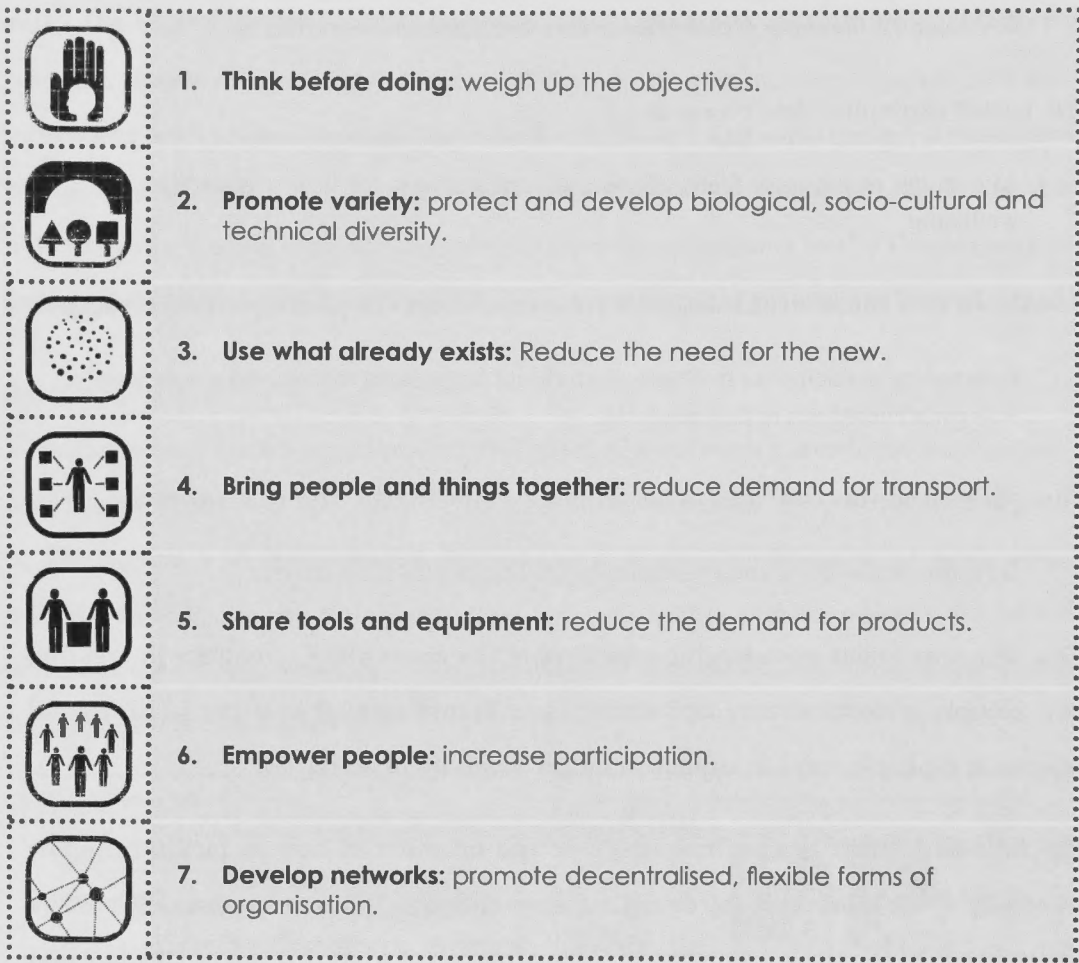 1. Think before doing: weigh up the objectives.
2. Promote variety: protect and develop biological, socio-cultural and
technical diversity.
3. Use what already exists: Reduce the need for the new.
4. Bring people and things together: reduce demand for transport.
5. Share tools and equipment: reduce the demand for products.
6. Empower people: increase participation.
7. Develop networks: promote decentralised, flexible forms of
organisation.